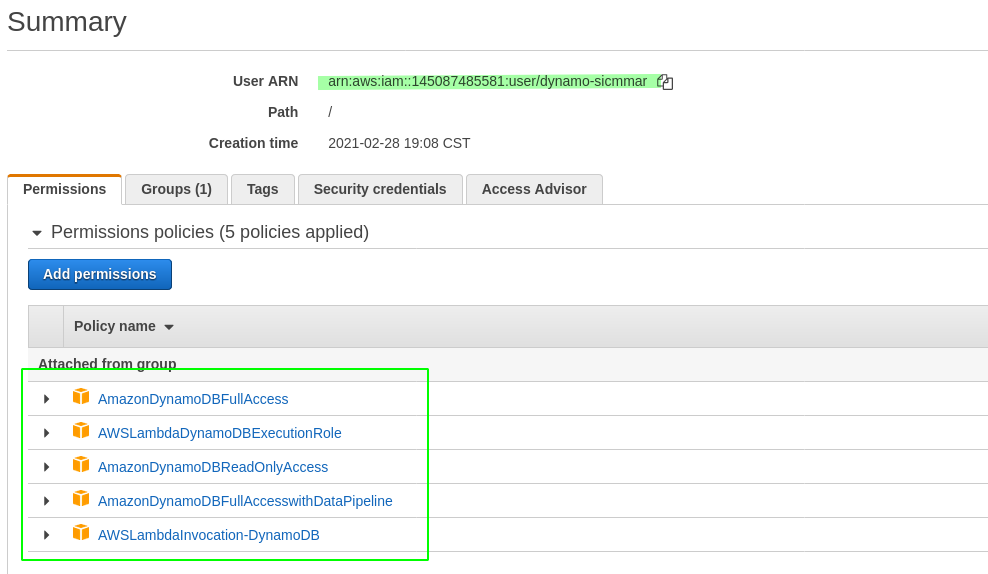 Summary
User ARN arn:aws:iam::145087485581:user/dynamo-sicmmar
Path /
Creation time 2021-02-28 19:08 CST
Permissions Groups (1) Tags Security credentials Access Advisor
Permissions policies (5 policies applied)
Add permissions
Policy name
Attached from group
AmazonDynamoDBFullAccess
AWSLambdaDynamoDBExecutionRole
AmazonDynamoDBReadOnlyAccess
AmazonDynamoDBFullAccesswithDataPipeline
AWSLambdaInvocation-DynamoDB